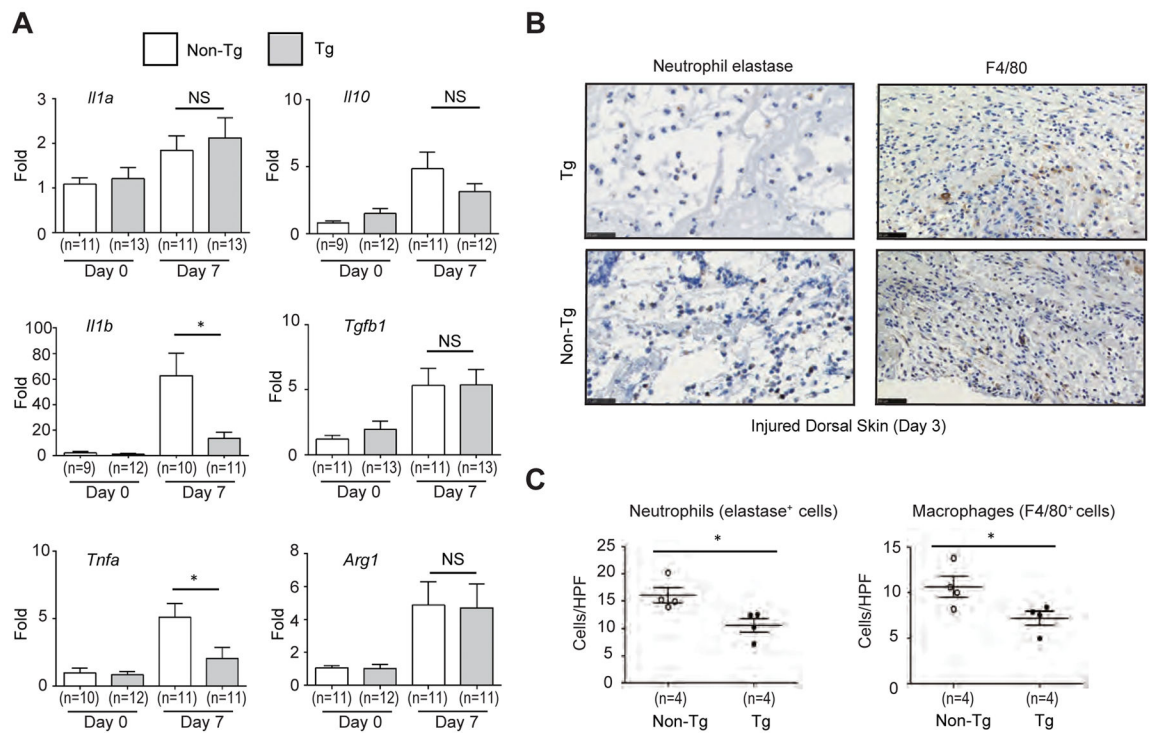 A
Non-Tg
Tg
Il1a
NS
3
2
1
0
Fold
(n=11) (n=13) (n=11) (n=13)
Day 0 Day 7
Il10
NS
10
5
0
Fold
(n=9) (n=12) (n=11) (n=12)
Day 0 Day 7
Il1b
*
100
80
60
40
20
0
Fold
(n=9) (n=12) (n=10) (n=11)
Day 0 Day 7
Tgfb1
NS
10
5
0
Fold
(n=11) (n=13) (n=11) (n=13)
Day 0 Day 7
Tnfa
*
10
5
0
Fold
(n=10) (n=12) (n=11) (n=11)
Day 0 Day 7
Arg1
NS
8
6
4
2
0
Fold
(n=11) (n=11) (n=11) (n=11)
Day 0 Day 7
B
Neutrophil elastase F4/80
Tg
Non-Tg
Injured Dorsal Skin (Day 3)
C
Neutrophils (elastase⁺ cells)
*
25
20
15
10
5
0
Cells/HPF
(n=4) (n=4)
Non-Tg Tg
Macrophages (F4/80⁺ cells)
*
15
10
5
0
Cells/HPF
(n=4) (n=4)
Non-Tg Tg